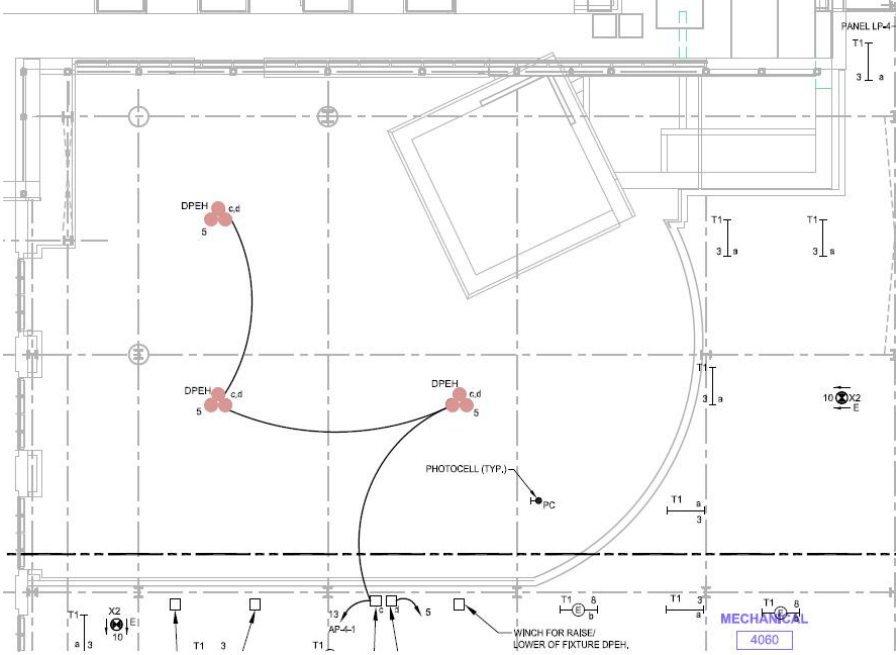 PANEL LP-4
T1
3 a
DPEH
c,d
5
T1
3 a
T1
3 a
DPEH
c,d
5
DPEH
c,d
5
T1
3 a
10 X2
E
PHOTOCELL (TYP.)
PC
T1 a
3
X2
E
10
T1
a 3
T1 3
T1
13
AP-4-1
c
d
5
WINCH FOR RAISE/
LOWER OF FIXTURE DPEH,
T1 8
E
b
T1 3
a
T1 8
E
b
MECHANICAL
4060